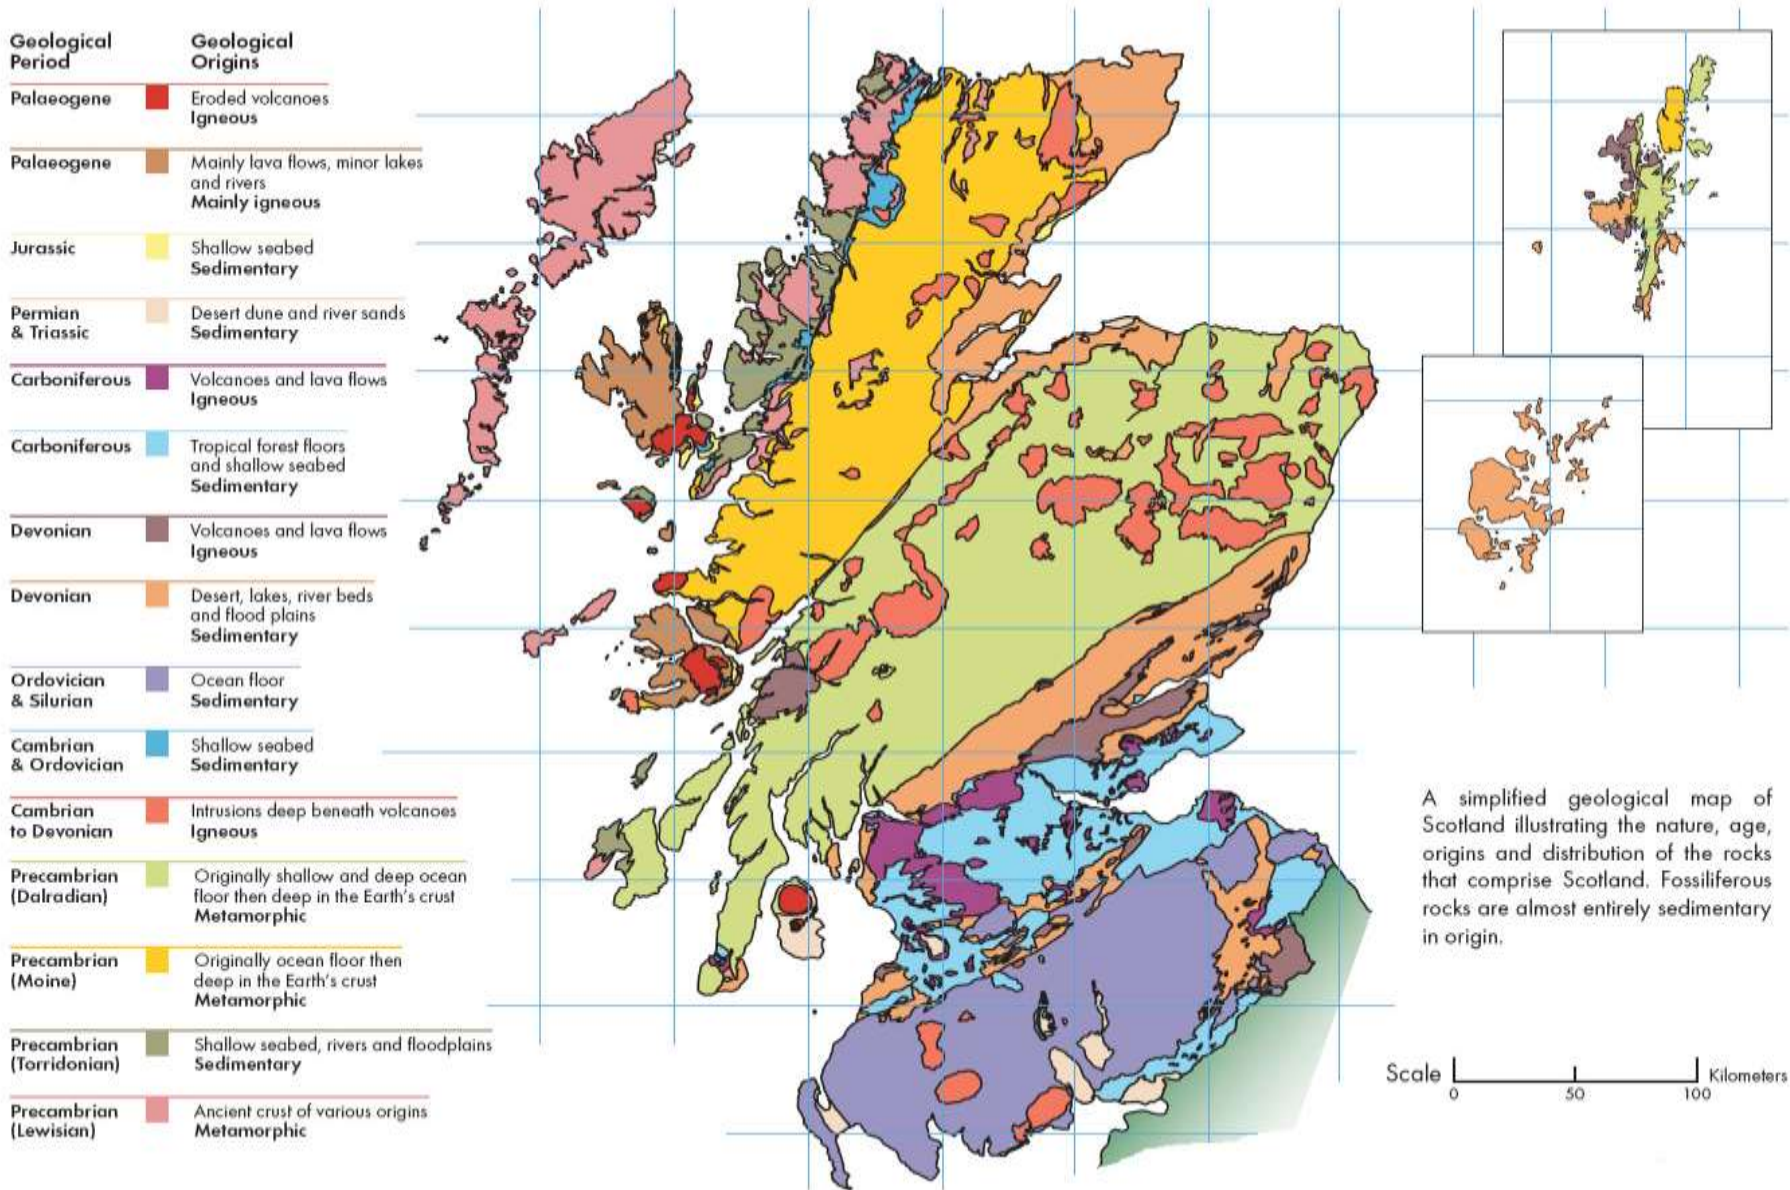 Geological
Period
Geological
Origins
Palaeogene
Eroded volcanoes
Igneous
Palaeogene
Mainly lava flows, minor lakes
and rivers
Mainly igneous
Jurassic
Shallow seabed
Sedimentary
Permian
& Triassic
Desert dune and river sands
Sedimentary
Carboniferous
Volcanoes and lava flows
Igneous
Carboniferous
Tropical forest floors
and shallow seabed
Sedimentary
Devonian
Volcanoes and lava flows
Igneous
Devonian
Desert, lakes, river beds
and flood plains
Sedimentary
Ordovician
& Silurian
Ocean floor
Sedimentary
Cambrian
& Ordovician
Shallow seabed
Sedimentary
Cambrian
to Devonian
Intrusions deep beneath volcanoes
Igneous
Precambrian
(Dalradian)
Originally shallow and deep ocean
floor then deep in the Earth's crust
Metamorphic
Precambrian
(Moine)
Originally ocean floor then
deep in the Earth's crust
Metamorphic
Precambrian
(Torridonian)
Shallow seabed, rivers and floodplains
Sedimentary
Precambrian
(Lewisian)
Ancient crust of various origins
Metamorphic
A simplified geological map of
Scotland illustrating the nature, age,
origins and distribution of the rocks
that comprise Scotland. Fossiliferous
rocks are almost entirely sedimentary
in origin.
Scale
Kilometers
0 50 100